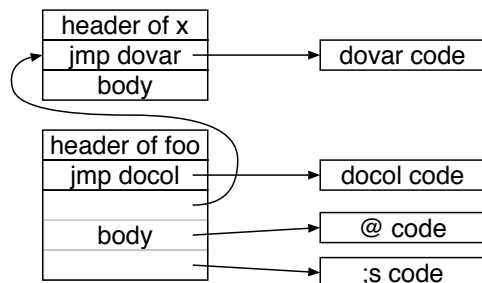 header of x
jmp dovar
dovar code
body
header of foo
jmp docol
docol code
body
@ code
;s code